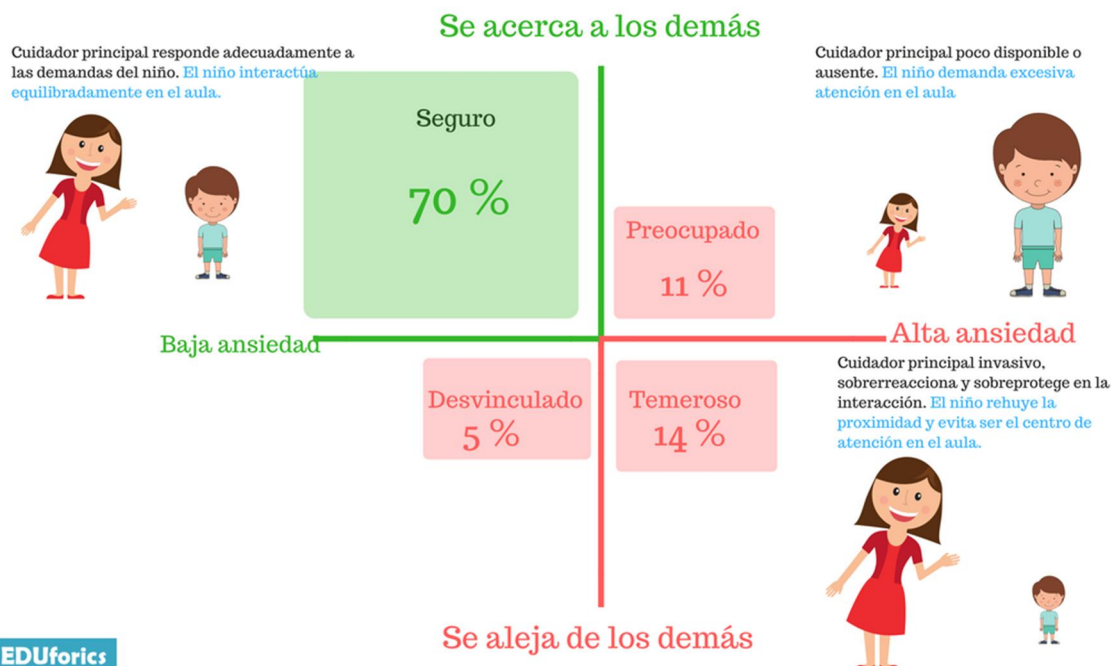 Se acerca a los demás
Cuidador principal responde adecuadamente a
las demandas del niño. El niño interactúa
equilibradamente en el aula.
Cuidador principal poco disponible o
ausente. El niño demanda excesiva
atención en el aula
Seguro
70 %
Preocupado
11 %
Baja ansiedad
Alta ansiedad
Desvinculado
5 %
Temeroso
14 %
Cuidador principal invasivo,
sobrerreacciona y sobreprotege en la
interacción. El niño rehuye la
proximidad y evita ser el centro de
atención en el aula.
Se aleja de los demás
EDUforics